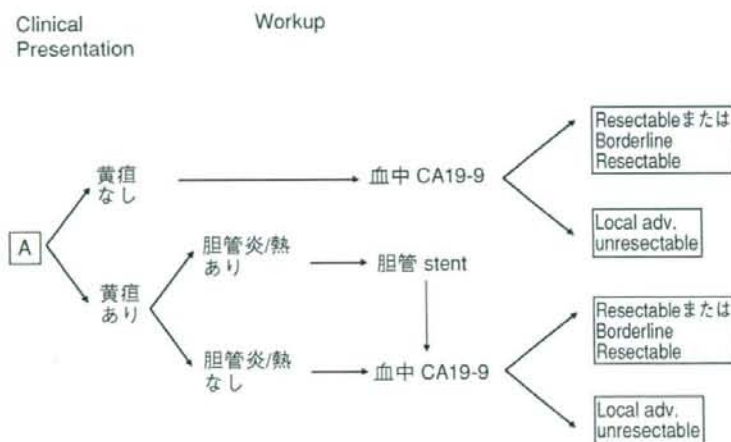 Clinical
Presentation
Workup
黄疸
なし
血中 CA19-9
Resectableまたは
Borderline
Resectable
Local adv.
unresectable
A
黄疸
あり
胆管炎/熱
あり
胆管 stent
胆管炎/熱
なし
血中 CA19-9
Resectableまたは
Borderline
Resectable
Local adv.
unresectable